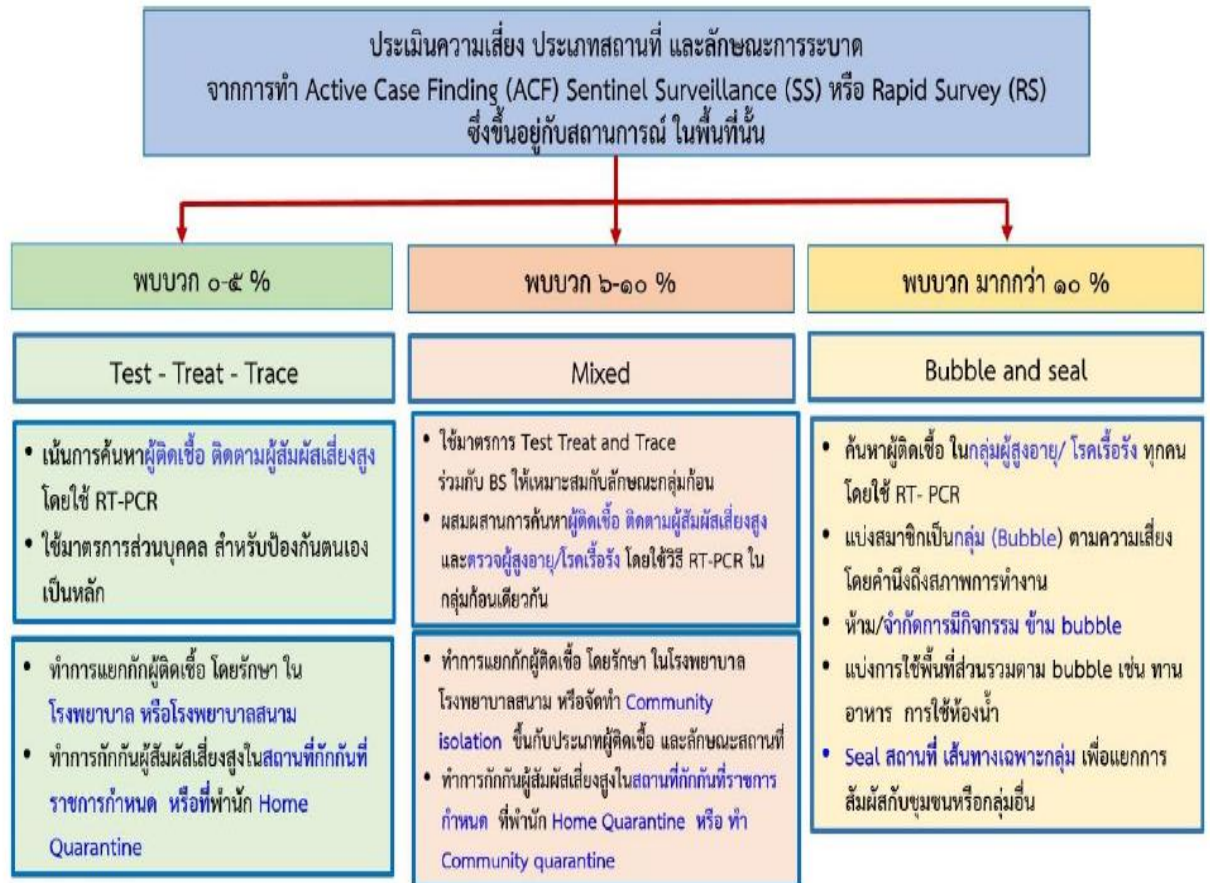 ประเมินความเสี่ยง ประเภทสถานที่ และลักษณะการระบาด
จากการทำ Active Case Finding (ACF) Sentinel Surveillance (SS) หรือ Rapid Survey (RS)
ซึ่งขึ้นอยู่กับสถานการณ์ ในพื้นที่นั้น
พบบวก ๐-๕ %
Test - Treat - Trace
• เน้นการค้นหาผู้ติดเชื้อ ติดตามผู้สัมผัสเสี่ยงสูง
โดยใช้ RT-PCR
• ใช้มาตรการส่วนบุคคล สำหรับป้องกันตนเอง
เป็นหลัก
• ทำการแยกกักผู้ติดเชื้อ โดยรักษา ใน
โรงพยาบาล หรือโรงพยาบาลสนาม
• ทำการกักกันผู้สัมผัสเสี่ยงสูงในสถานที่กักกันที่
ราชการกำหนด หรือที่พำนัก Home
Quarantine
พบบวก ๖-๑๐ %
Mixed
• ใช้มาตรการ Test Treat and Trace
ร่วมกับ BS ให้เหมาะสมกับลักษณะกลุ่มก้อน
• ผสมผสานการค้นหาผู้ติดเชื้อ ติดตามผู้สัมผัสเสี่ยงสูง
และตรวจผู้สูงอายุ/โรคเรื้อรัง โดยใช้วิธี RT-PCR ใน
กลุ่มก้อนเดียวกัน
• ทำการแยกกักผู้ติดเชื้อ โดยรักษา ในโรงพยาบาล
โรงพยาบาลสนาม หรือจัดทำ Community
isolation ขึ้นกับประเภทผู้ติดเชื้อ และลักษณะสถานที่
• ทำการกักกันผู้สัมผัสเสี่ยงสูงในสถานที่กักกันที่ราชการ
กำหนด ที่พำนัก Home Quarantine หรือ ทำ
Community quarantine
พบบวก มากกว่า ๑๐ %
Bubble and seal
• ค้นหาผู้ติดเชื้อ ในกลุ่มผู้สูงอายุ/ โรคเรื้อรัง ทุกคน
โดยใช้ RT- PCR
• แบ่งสมาชิกเป็นกลุ่ม (Bubble) ตามความเสี่ยง
โดยคำนึงถึงสภาพการทำงาน
• ห้าม/จำกัดการมีกิจกรรม ข้าม bubble
• แบ่งการใช้พื้นที่ส่วนรวมตาม bubble เช่น ทาน
อาหาร การใช้ห้องน้ำ
• Seal สถานที่ เส้นทางเฉพาะกลุ่ม เพื่อแยกการ
สัมผัสกับชุมชนหรือกลุ่มอื่น